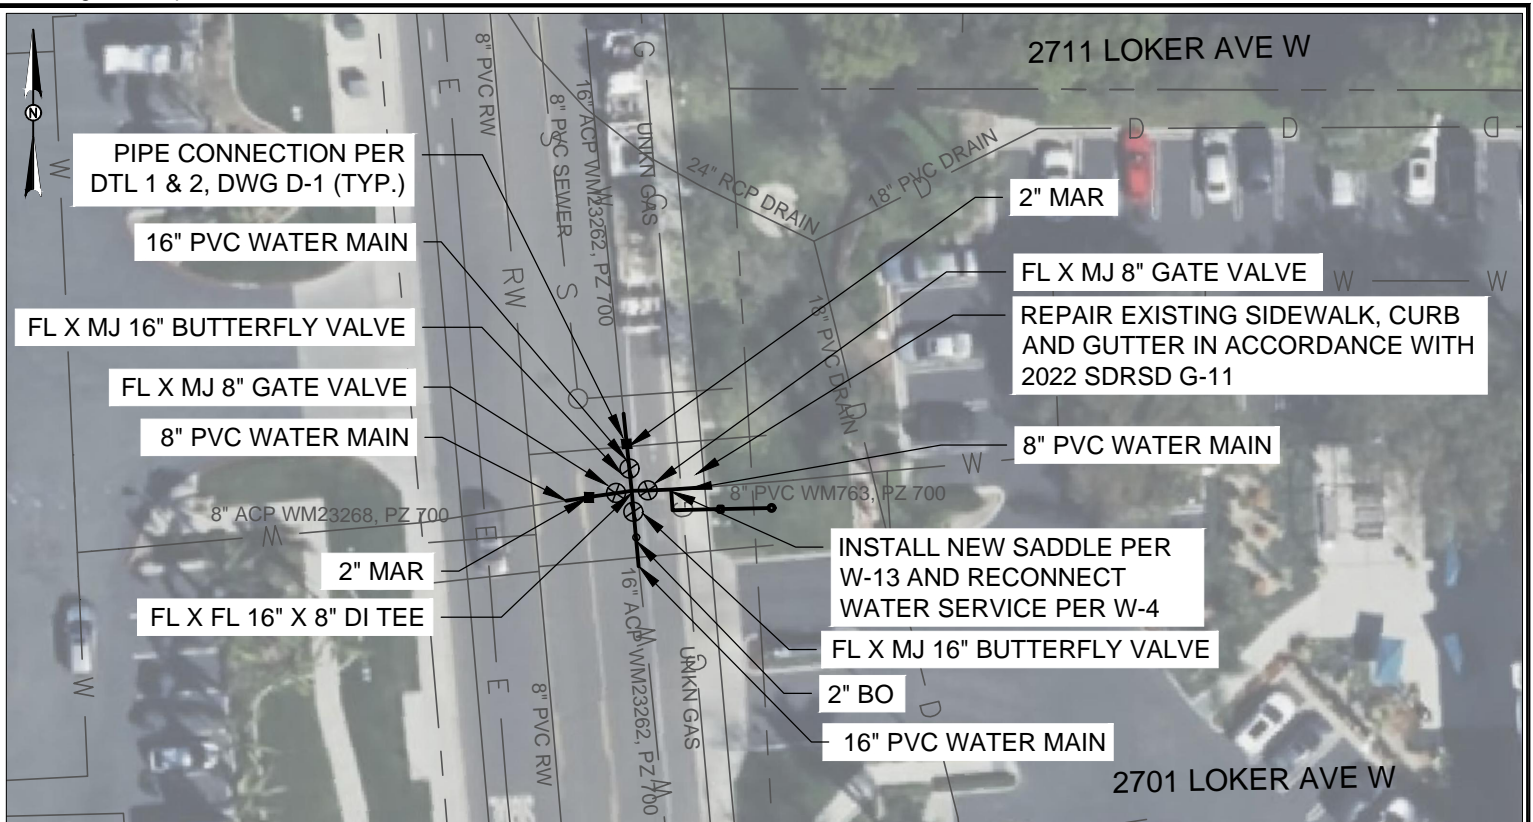 2711 LOKER AVE W
N
PIPE CONNECTION PER
DTL 1 & 2, DWG D-1 (TYP.)
16" PVC WATER MAIN
FL X MJ 16" BUTTERFLY VALVE
FL X MJ 8" GATE VALVE
8" PVC WATER MAIN
2" MAR
FL X FL 16" X 8" DI TEE
2" MAR
FL X MJ 8" GATE VALVE
REPAIR EXISTING SIDEWALK, CURB
AND GUTTER IN ACCORDANCE WITH
2022 SDRSD G-11
8" PVC WATER MAIN
INSTALL NEW SADDLE PER
W-13 AND RECONNECT
WATER SERVICE PER W-4
FL X MJ 16" BUTTERFLY VALVE
2" BO
16" PVC WATER MAIN
2701 LOKER AVE W
8" PVC RW
8" PVC SEWER
16" ACP WM23262, PZ 700
UNKN GAS
24" RCP DRAIN
18" PVC DRAIN
18" PVC DRAIN
8" PVC WM763, PZ 700
8" ACP WM23268, PZ 700
16" ACP WM23262, PZ 700
UNKN GAS
8" PVC RW
E
RW
S
S
G
G
W
W
D
D
D
D
D
W
W
W
W
E
E
E
W
W
W
G
D
D